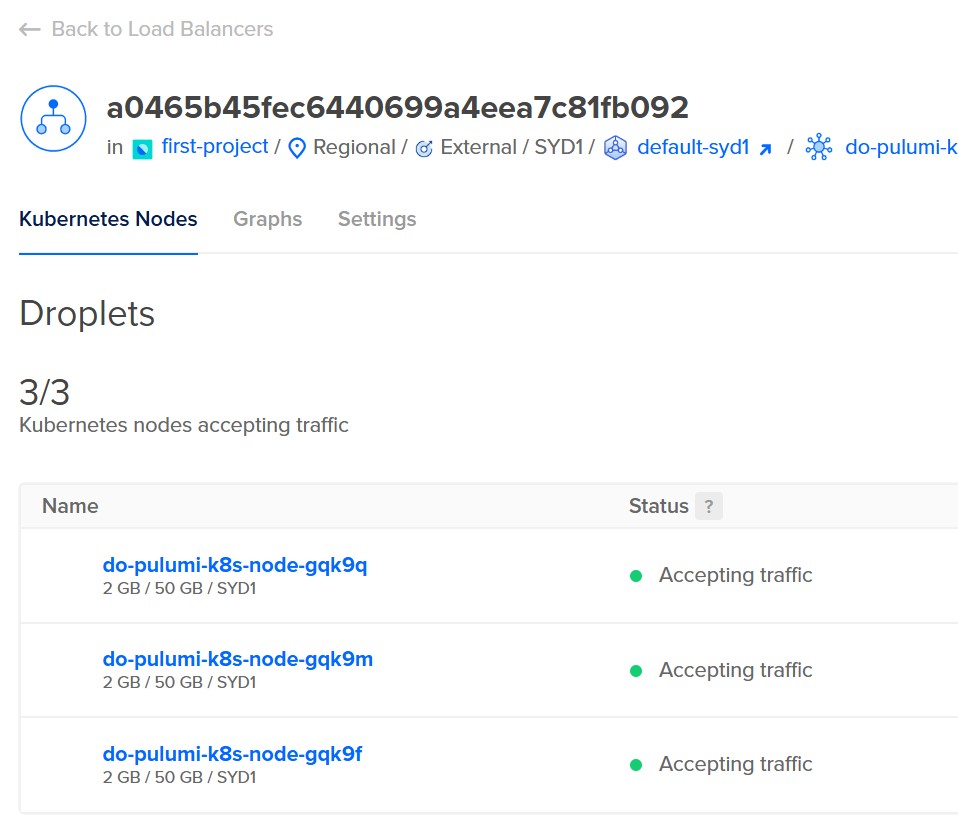 ← Back to Load Balancers
a0465b45fec6440699a4eea7c81fb092
in first-project / Regional / External / SYD1 / default-syd1 / do-pulumi-k
Kubernetes Nodes Graphs Settings
Droplets
3/3
Kubernetes nodes accepting traffic
Name Status ?
do-pulumi-k8s-node-gqk9q
2 GB / 50 GB / SYD1
Accepting traffic
do-pulumi-k8s-node-gqk9m
2 GB / 50 GB / SYD1
Accepting traffic
do-pulumi-k8s-node-gqk9f
2 GB / 50 GB / SYD1
Accepting traffic